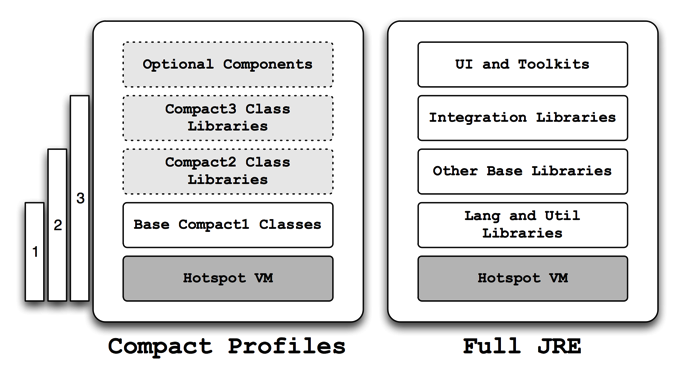 Optional Components
Compact3 Class
Libraries
Compact2 Class
Libraries
Base Compact1 Classes
Hotspot VM
1
2
3
Compact Profiles
UI and Toolkits
Integration Libraries
Other Base Libraries
Lang and Util
Libraries
Hotspot VM
Full JRE